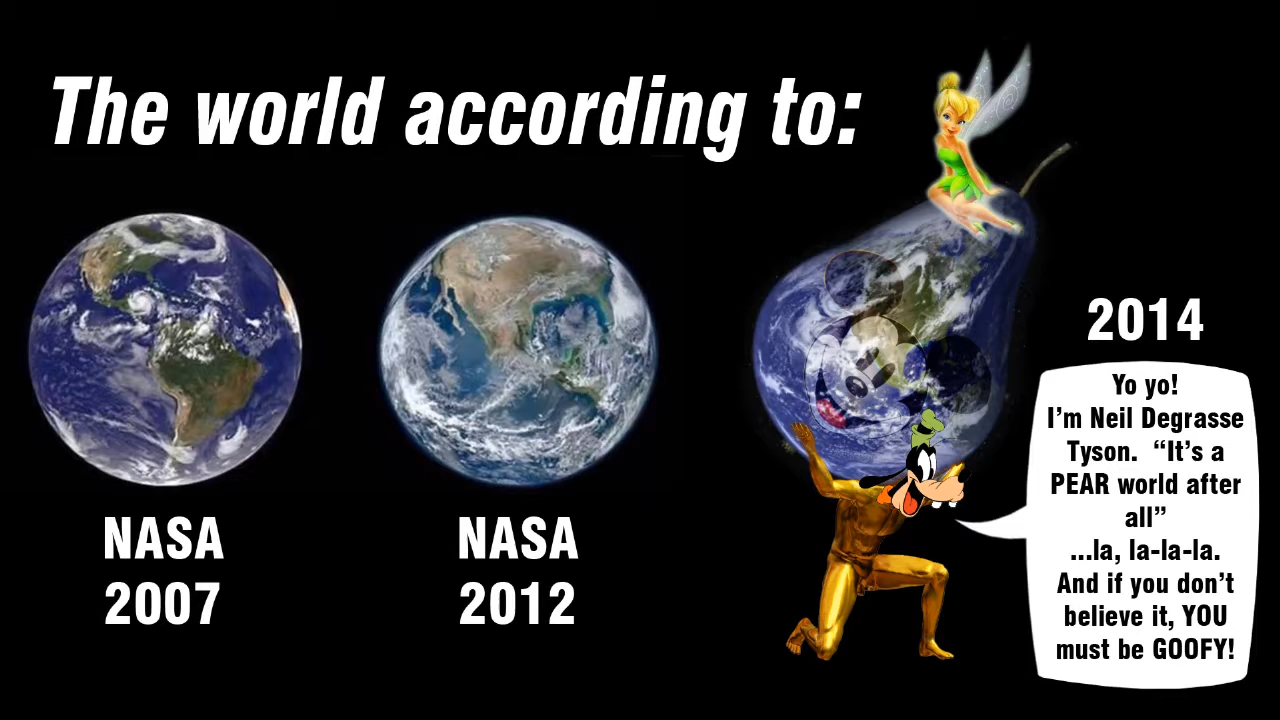 The world according to:
NASA
2007
NASA
2012
2014
Yo yo!
I'm Neil Degrasse
Tyson.  "It's a
PEAR world after
all"
...la, la-la-la.
And if you don't
believe it, YOU
must be GOOFY!